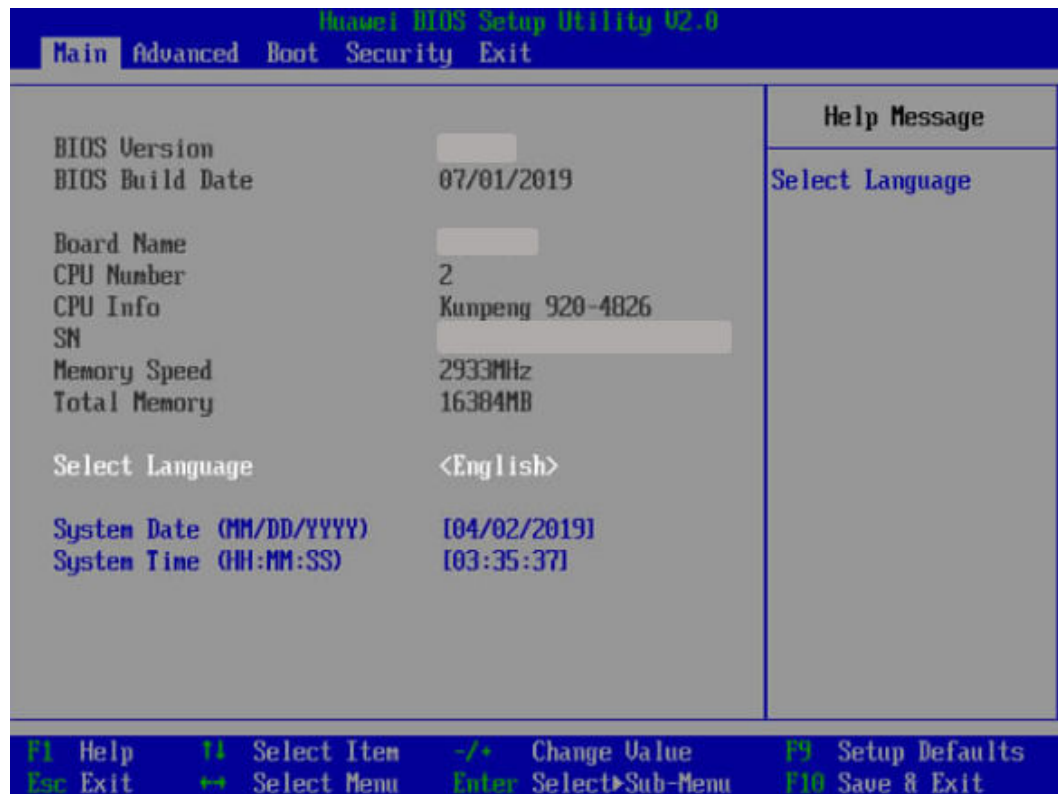 Huawei BIOS Setup Utility V2.0
Main Advanced Boot Security Exit
Help Message
BIOS Version
BIOS Build Date 07/01/2019
Select Language
Board Name
CPU Number 2
CPU Info Kunpeng 920-4826
SN
Memory Speed 2933MHz
Total Memory 16384MB
Select Language <English>
System Date (MM/DD/YYYY) [04/02/2019]
System Time (HH:MM:SS) [03:35:37]
F1 Help ↑↓ Select Item -/+ Change Value F9 Setup Defaults
Esc Exit ↔ Select Menu Enter Select▶Sub-Menu F10 Save & Exit